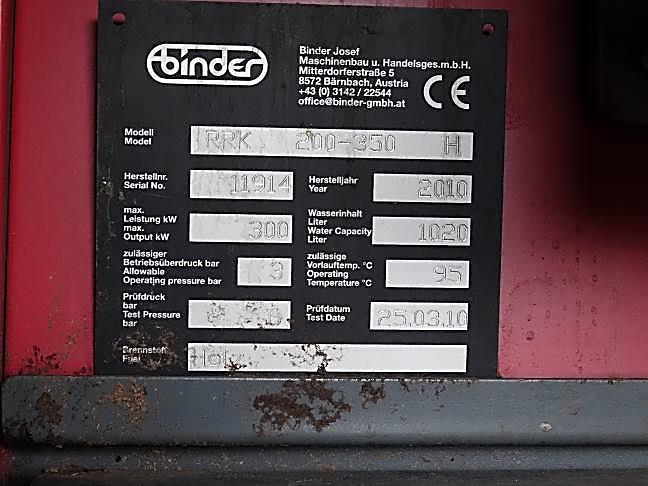 binder
Binder Josef
Maschinenbau u. Handelsges.m.b.H.
Mitterdorferstraße 5
8572 Bärnbach, Austria
+43 (0) 3142 / 22544
office@binder-gmbh.at
CE
Modell
Model
RRK 200-350 H
Herstellnr.
Serial No.
11914
Herstelljahr
Year
2010
max.
Leistung kW
max.
Output kW
300
Wasserinhalt
Liter
Water Capacity
Liter
1020
zulässiger
Betriebsüberdruck bar
Allowable
Operating pressure bar
3
zulässige
Vorlauftemp. °C
Operating
Temperature °C
95
Prüfdruck
bar
Test Pressure
bar
Prüfdatum
Test Date
25.03.10
Brennstoff
Fuel